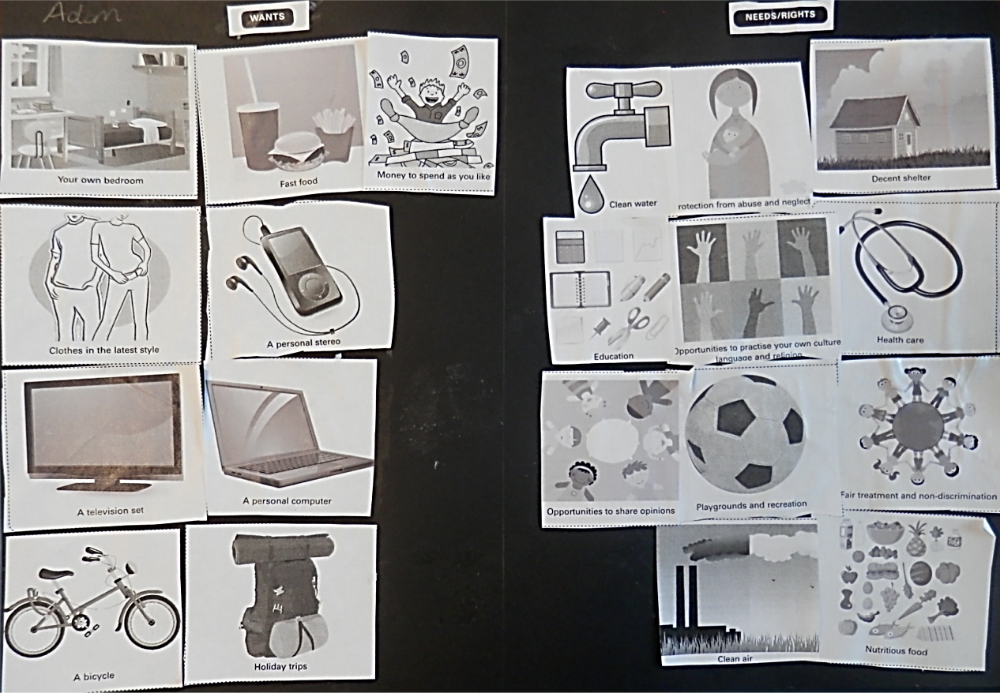 Adam
WANTS
NEEDS/RIGHTS
Your own bedroom
Fast food
Money to spend as you like
Clean water
rotection from abuse and neglect
Decent shelter
Clothes in the latest style
A personal stereo
Education
Opportunities to practise your own culture
language and religion
Health care
A television set
A personal computer
Opportunities to share opinions
Playgrounds and recreation
Fair treatment and non-discrimination
A bicycle
Holiday trips
Clean air
Nutritious food